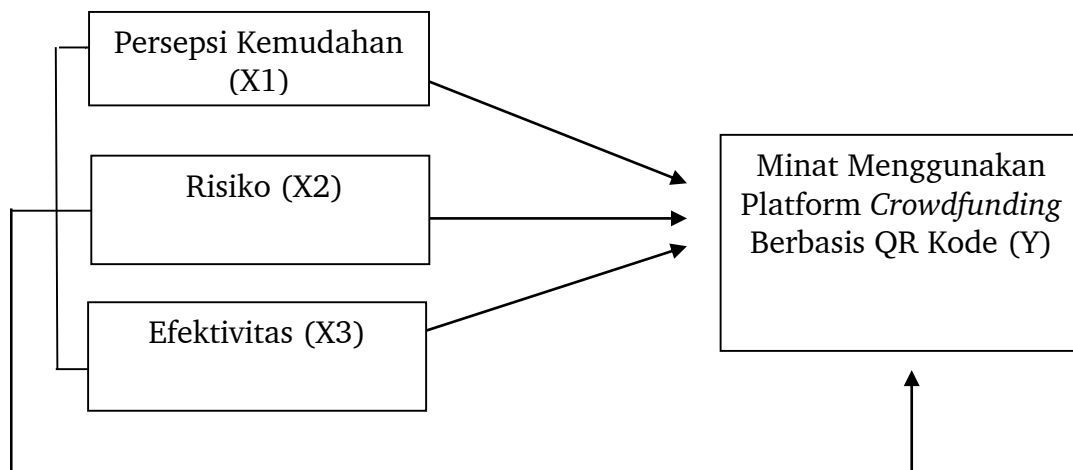 Persepsi Kemudahan
(X1)
Risiko (X2)
Efektivitas (X3)
Minat Menggunakan
Platform Crowdfunding
Berbasis QR Kode (Y)